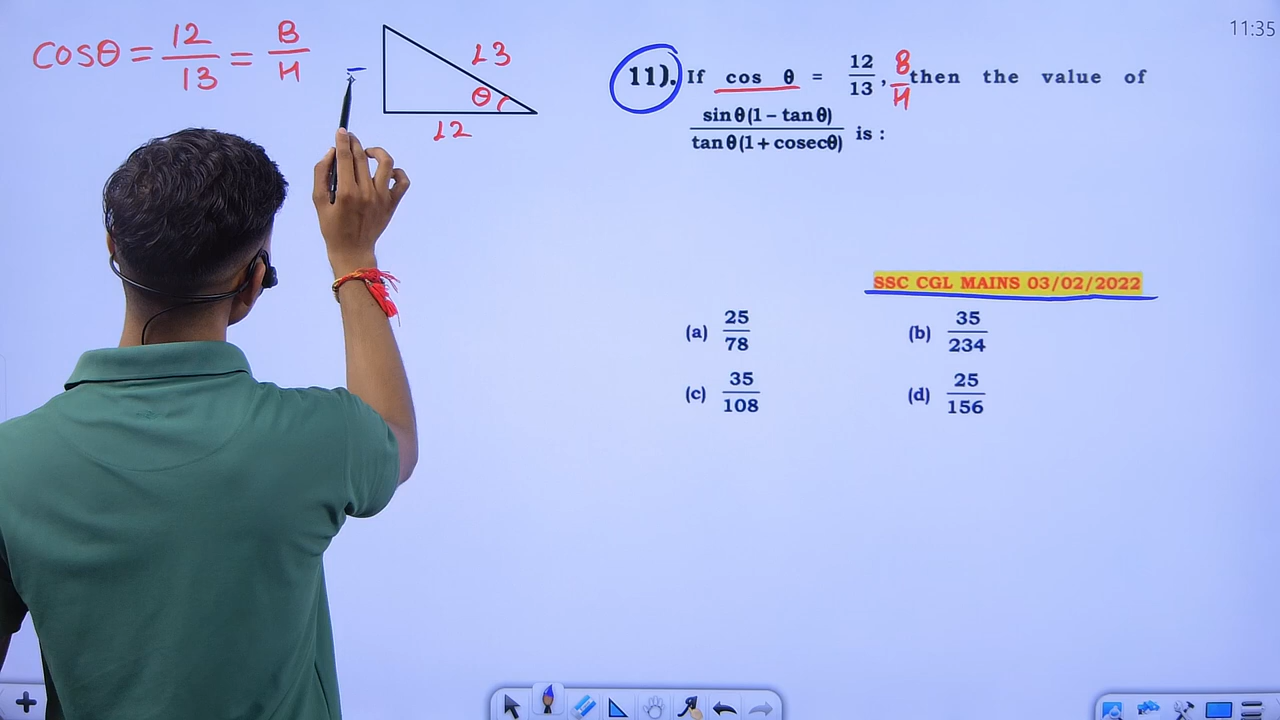 11:35
cosθ = 12/13 = B/H
13
θ
12
11). If cos θ = 12/13, B/H then the value of
sinθ(1 − tanθ)/tanθ(1 + cosecθ) is :
SSC CGL MAINS 03/02/2022
(a) 25/78 (b) 35/234
(c) 35/108 (d) 25/156